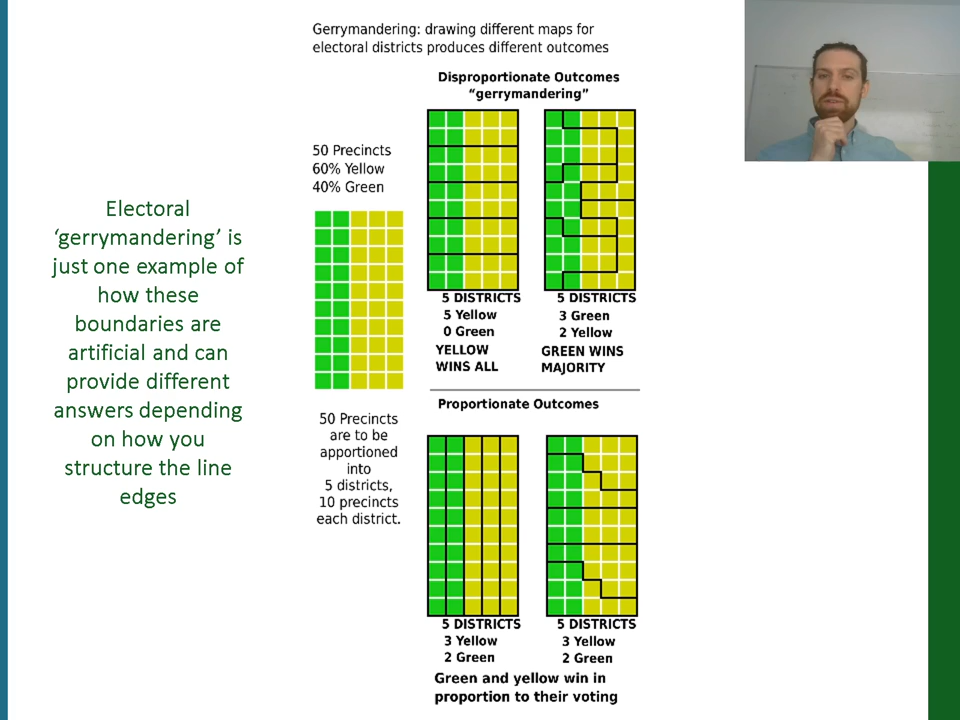 Gerrymandering: drawing different maps for
electoral districts produces different outcomes
Disproportionate Outcomes
“gerrymandering”
50 Precincts
60% Yellow
40% Green
Electoral
‘gerrymandering’ is
just one example of
how these
boundaries are
artificial and can
provide different
answers depending
on how you
structure the line
edges
5 DISTRICTS
5 Yellow
0 Green
YELLOW
WINS ALL
5 DISTRICTS
3 Green
2 Yellow
GREEN WINS
MAJORITY
Proportionate Outcomes
50 Precincts
are to be
apportioned
into
5 districts,
10 precincts
each district.
5 DISTRICTS
3 Yellow
2 Green
5 DISTRICTS
3 Yellow
2 Green
Green and yellow win in
proportion to their voting